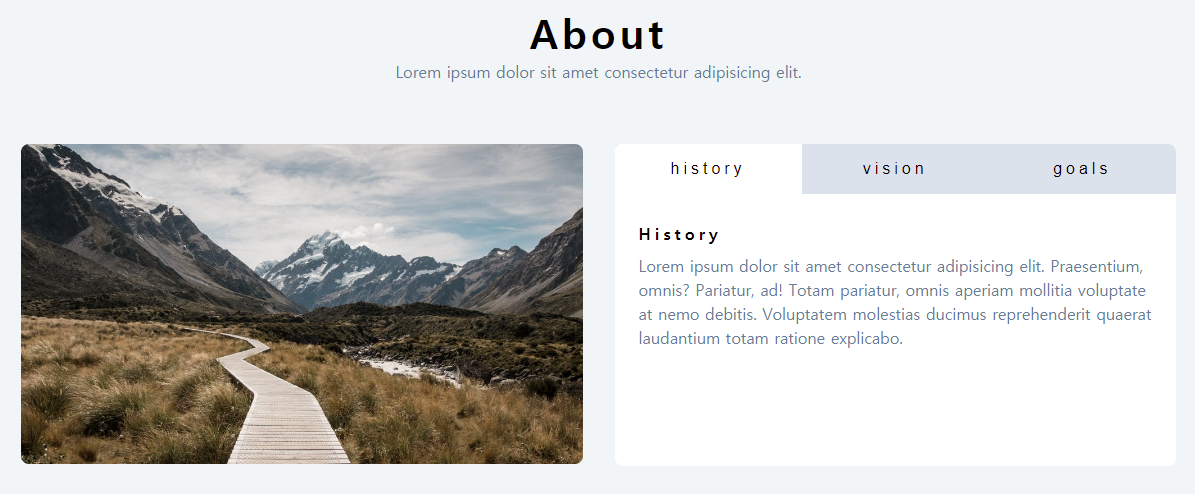 About
Lorem ipsum dolor sit amet consectetur adipisicing elit.
history
vision
goals
History
Lorem ipsum dolor sit amet consectetur adipisicing elit. Praesentium,
omnis? Pariatur, ad! Totam pariatur, omnis aperiam mollitia voluptate
at nemo debitis. Voluptatem molestias ducimus reprehenderit quaerat
laudantium totam ratione explicabo.